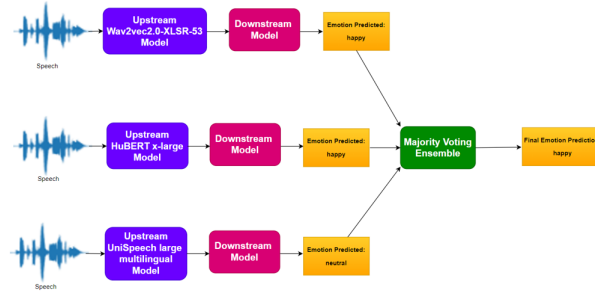 Speech
Upstream
Wav2vec2.0-XLSR-53
Model
Downstream
Model
Emotion Predicted:
happy
Speech
Upstream
HuBERT x-large
Model
Downstream
Model
Emotion Predicted:
happy
Majority Voting
Ensemble
Final Emotion Prediction
happy
Speech
Upstream
UniSpeech large
multilingual
Model
Downstream
Model
Emotion Predicted:
neutral